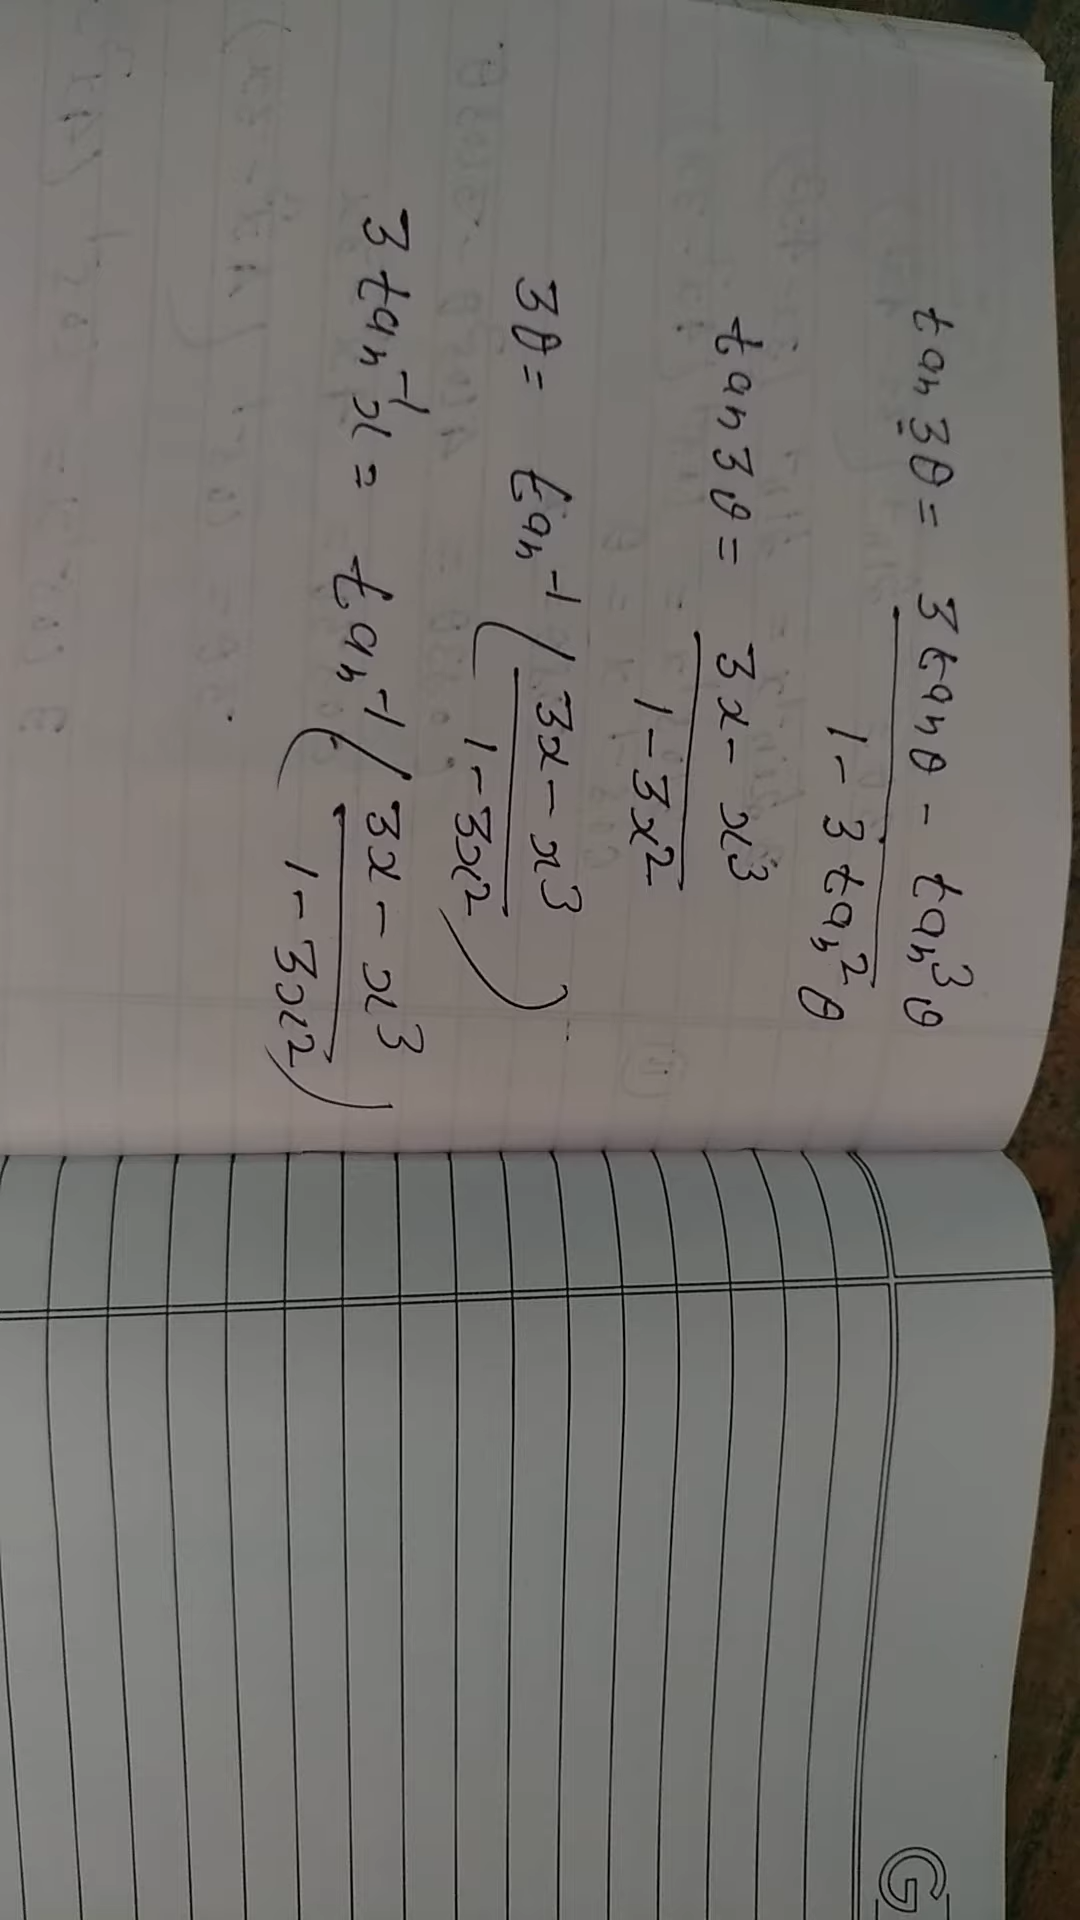 tan 3θ = 3 tan θ - tan³ θ / 1 - 3 tan² θ
tan 3θ = 3x - x³ / 1 - 3x²
3θ = tan⁻¹ ( 3x - x³ / 1 - 3x² )
3 tan⁻¹ x = tan⁻¹ ( 3x - x³ / 1 - 3x² )
G